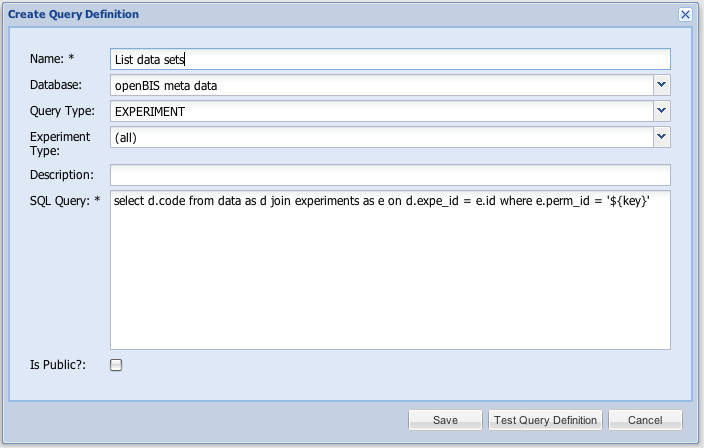 Create Query Definition
Name: * List data sets
Database: openBIS meta data
Query Type: EXPERIMENT
Experiment Type: (all)
Description:
SQL Query: * select d.code from data as d join experiments as e on d.expe_id = e.id where e.perm_id = '${key}'
Is Public?:
Save Test Query Definition Cancel